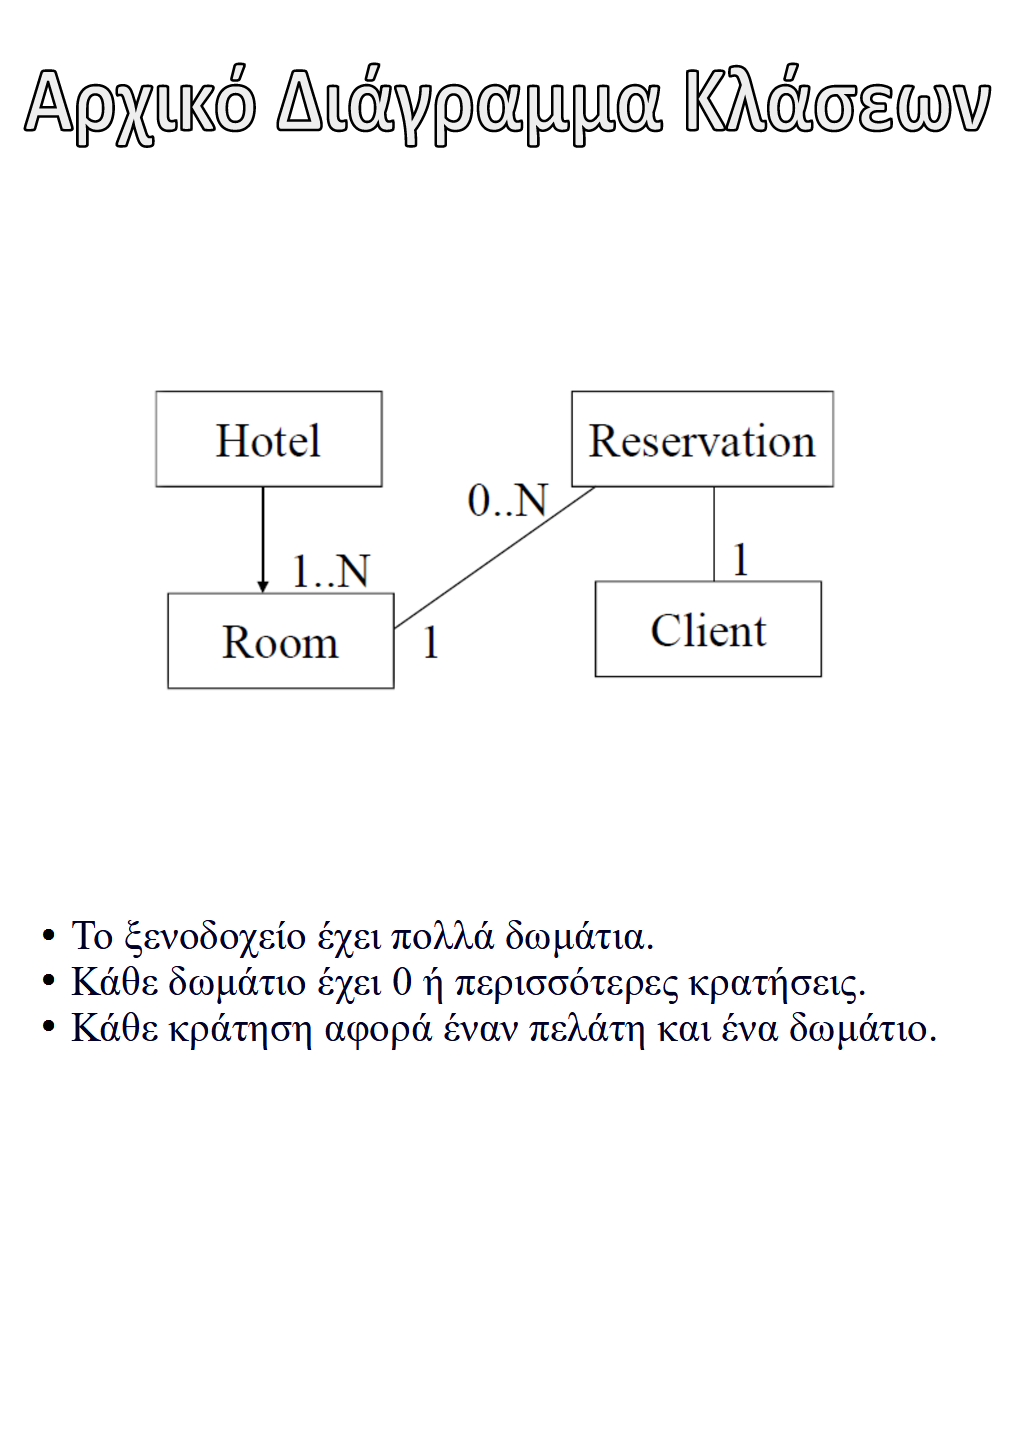 Αρχικό Διάγραμμα Κλάσεων
Hotel
Reservation
0..N
1..N
1
Room
1
Client
• Το ξενοδοχείο έχει πολλά δωμάτια.
• Κάθε δωμάτιο έχει 0 ή περισσότερες κρατήσεις.
• Κάθε κράτηση αφορά έναν πελάτη και ένα δωμάτιο.